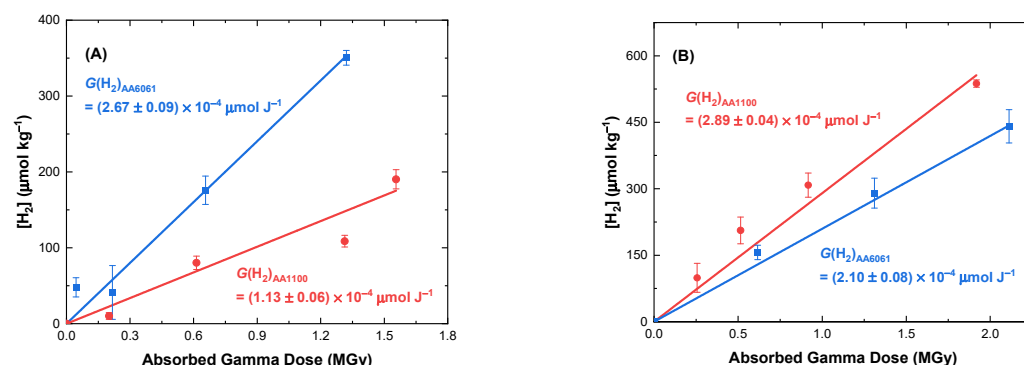 (A)
G(H₂)AA6061
= (2.67 ± 0.09) × 10⁻⁴ μmol J⁻¹
G(H₂)AA1100
= (1.13 ± 0.06) × 10⁻⁴ μmol J⁻¹
[H₂] (μmol kg⁻¹)
400
300
200
100
0
0.0 0.3 0.6 0.9 1.2 1.5 1.8
Absorbed Gamma Dose (MGy)
(B)
G(H₂)AA1100
= (2.89 ± 0.04) × 10⁻⁴ μmol J⁻¹
G(H₂)AA6061
= (2.10 ± 0.08) × 10⁻⁴ μmol J⁻¹
[H₂] (μmol kg⁻¹)
600
450
300
150
0
0.0 0.5 1.0 1.5 2.0
Absorbed Gamma Dose (MGy)